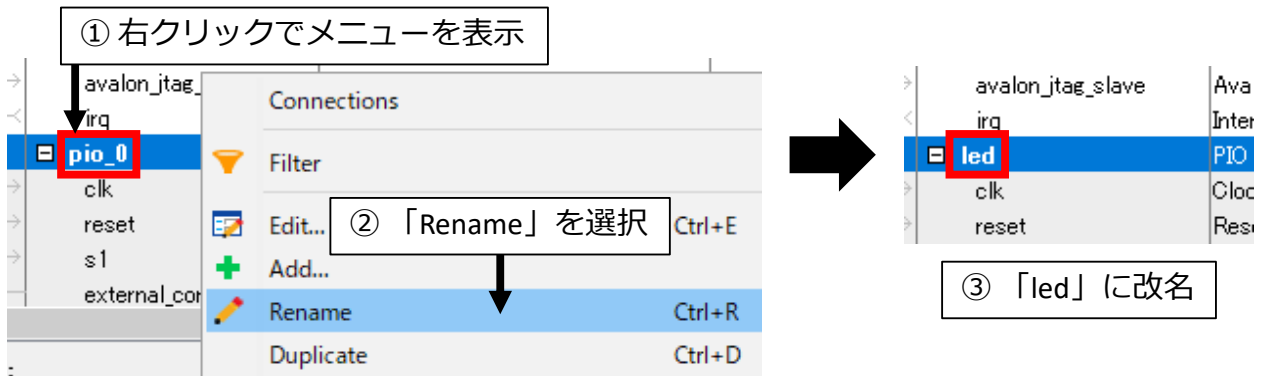 ① 右クリックでメニューを表示
avalon_jtag_
irq
pio_0
clk
reset
s1
external_cor
Connections
Filter
Edit... Ctrl+E
Add...
Rename Ctrl+R
Duplicate Ctrl+D
② 「Rename」を選択
avalon_jtag_slave Ava
irq Inter
led PIO
clk Cloc
reset Res
③ 「led」に改名